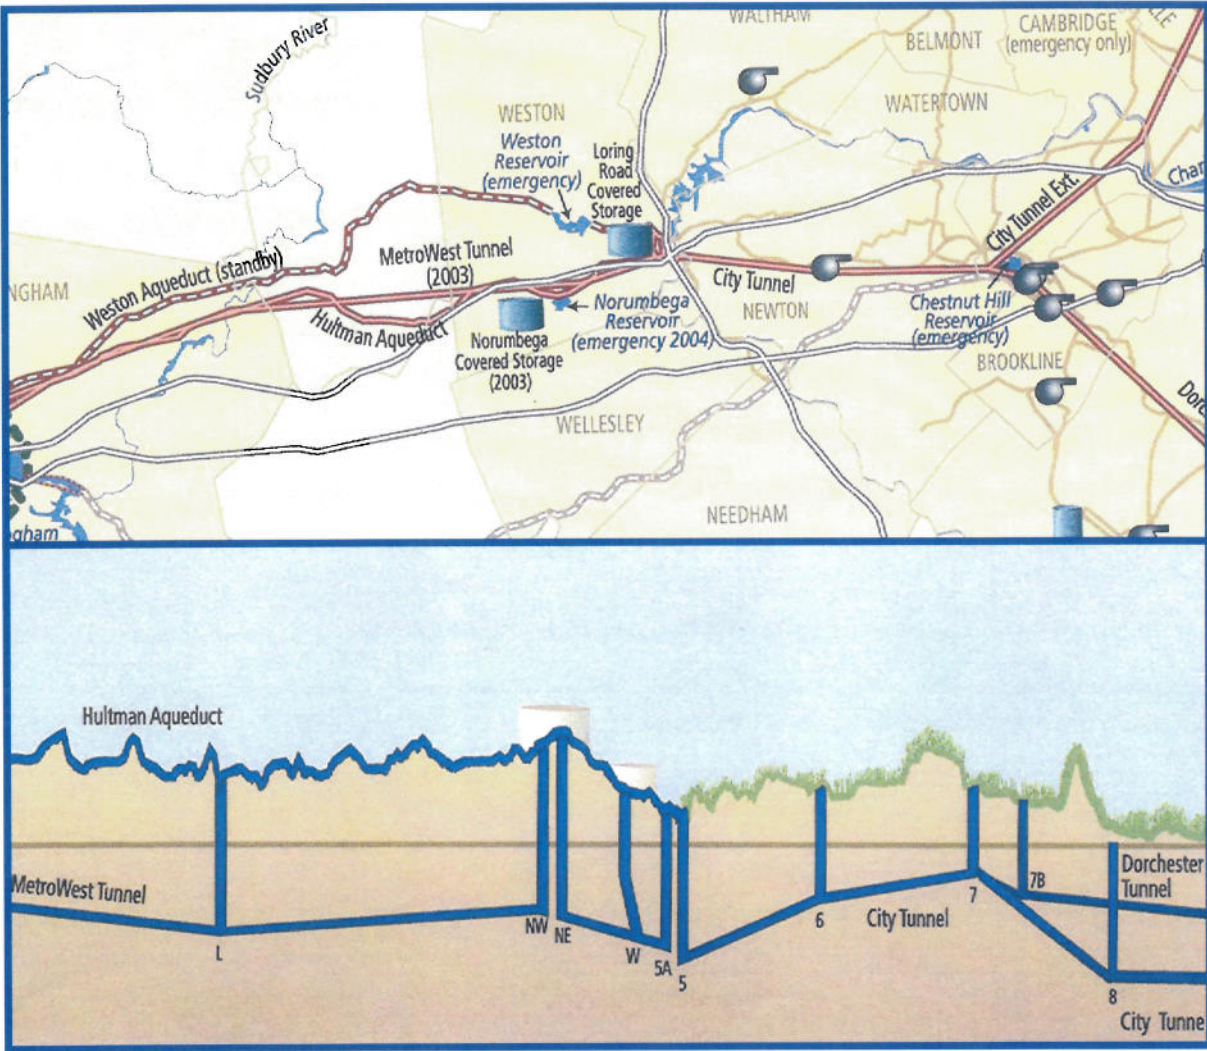 WALTHAM
CAMBRIDGE
(emergency only)
BELMONT
Sudbury River
WATERTOWN
WESTON
Weston
Reservoir
(emergency)
Loring
Road
Covered
Storage
Char
City Tunnel Ext.
MetroWest Tunnel
(2003)
Weston Aqueduct (standby)
City Tunnel
NGHAM
Hultman Aqueduct
Norumbega
Reservoir
(emergency 2004)
NEWTON
Chestnut Hill
Reservoir
(emergency)
Norumbega
Covered Storage
(2003)
BROOKLINE
Dorc
WELLESLEY
NEEDHAM
gham
Hultman Aqueduct
MetroWest Tunnel
Dorchester
Tunnel
7B
7
6
City Tunnel
NW
NE
L
W
5A
5
8
City Tunne